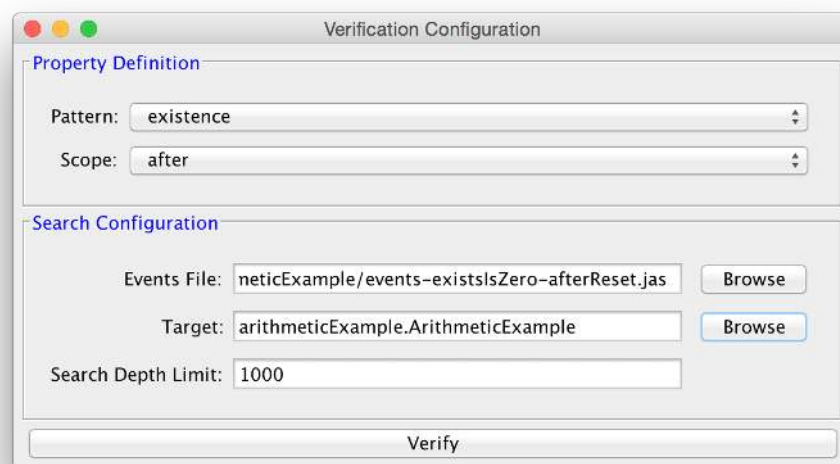 Verification Configuration
Property Definition
Pattern: existence
Scope: after
Search Configuration
Events File: neticExample/events-existsIsZero-afterReset.jas Browse
Target: arithmeticExample.ArithmeticExample Browse
Search Depth Limit: 1000
Verify